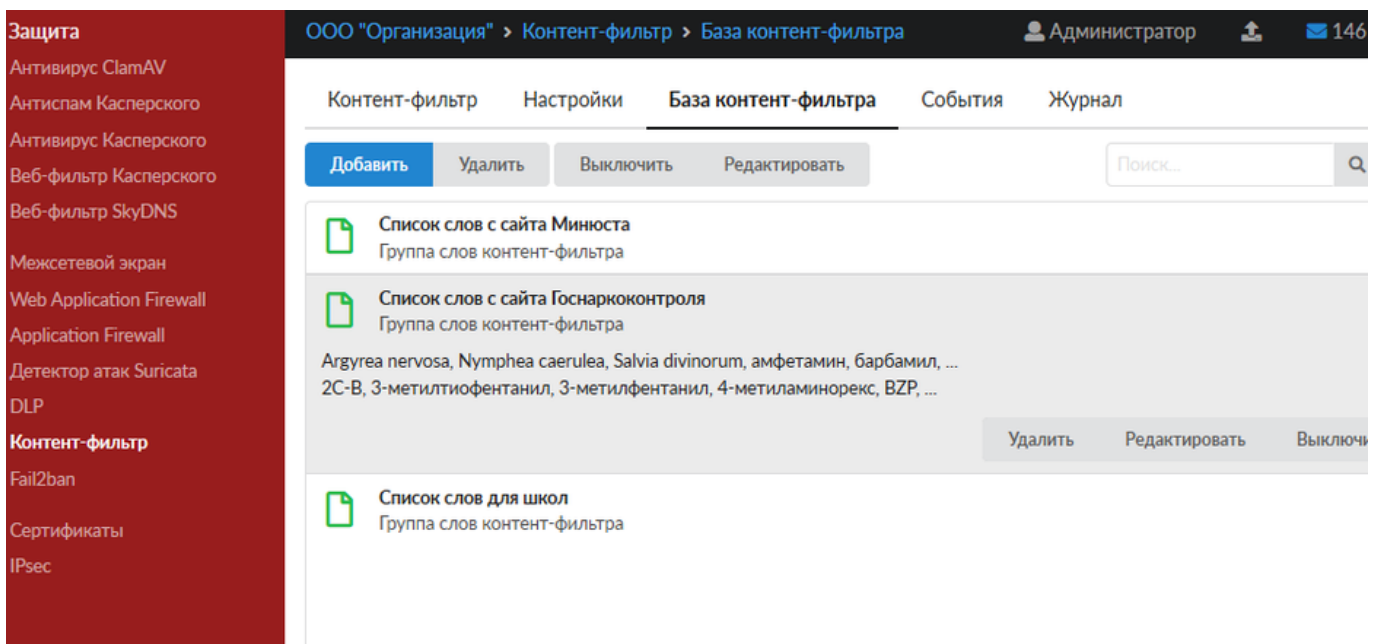 Защита
Антивирус ClamAV
Антиспам Касперского
Антивирус Касперского
Веб-фильтр Касперского
Веб-фильтр SkyDNS
Межсетевой экран
Web Application Firewall
Application Firewall
Детектор атак Suricata
DLP
Контент-фильтр
Fail2ban
Сертификаты
IPsec
ООО "Организация" > Контент-фильтр > База контент-фильтра Администратор 146
Контент-фильтр Настройки База контент-фильтра События Журнал
Добавить Удалить Выключить Редактировать Поиск...
Список слов с сайта Минюста
Группа слов контент-фильтра
Список слов с сайта Госнаркоконтроля
Группа слов контент-фильтра
Argyrea nervosa, Nymphea caerulea, Salvia divinorum, амфетамин, барбамил, ...
2C-B, 3-метилтиофентанил, 3-метилфентанил, 4-метиламинорекс, BZP, ...
Удалить Редактировать Выключи
Список слов для школ
Группа слов контент-фильтра